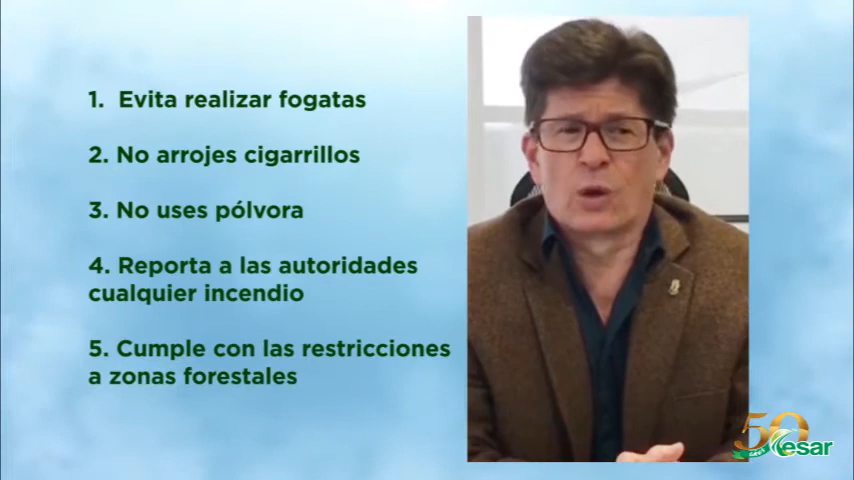 1.  Evita realizar fogatas
2. No arrojes cigarrillos
3. No uses pólvora
4. Reporta a las autoridades
cualquier incendio
5. Cumple con las restricciones
a zonas forestales
50
Cesar